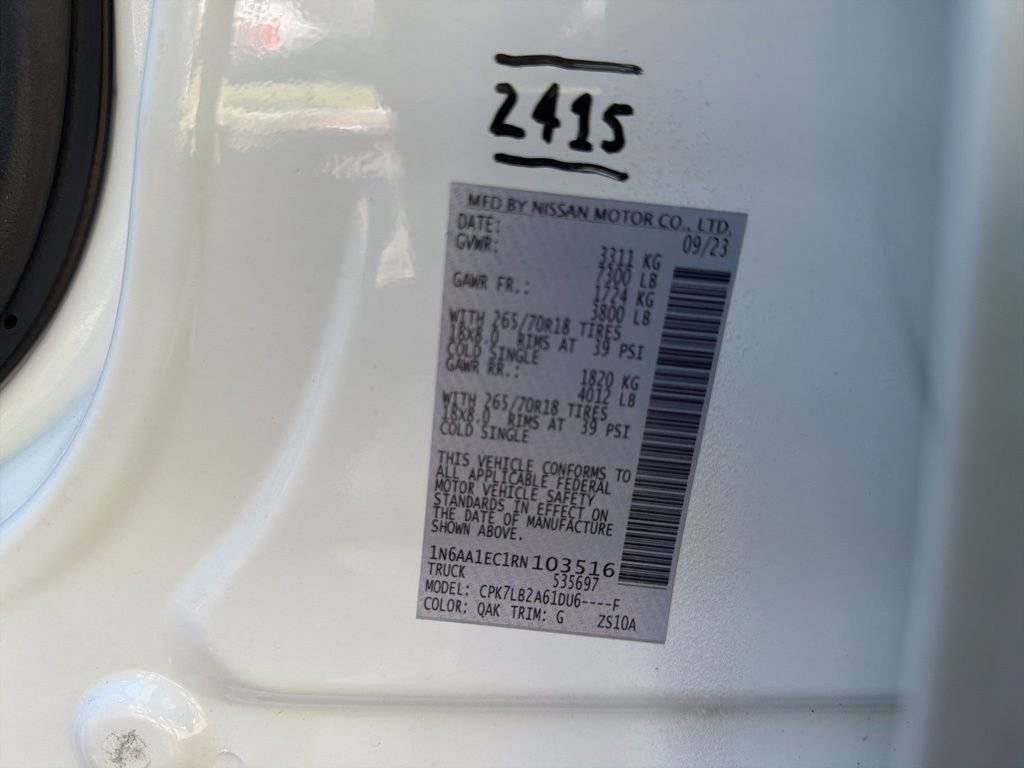 2415
MFD BY NISSAN MOTOR CO., LTD.
DATE: 09/23
GVWR: 3311 KG
7300 LB
GAWR FR.: 1724 KG
3800 LB
WITH 265/70R18 TIRES
18X8.0 RIMS AT 39 PSI
COLD SINGLE
GAWR RR.: 1820 KG
4012 LB
WITH 265/70R18 TIRES
18X8.0 RIMS AT 39 PSI
COLD SINGLE
THIS VEHICLE CONFORMS TO
ALL APPLICABLE FEDERAL
MOTOR VEHICLE SAFETY
STANDARDS IN EFFECT ON
THE DATE OF MANUFACTURE
SHOWN ABOVE.
1N6AA1EC1RN103516
TRUCK 535697
MODEL: CPK7LB2A61DU6----F
COLOR: QAK TRIM: G ZS10A